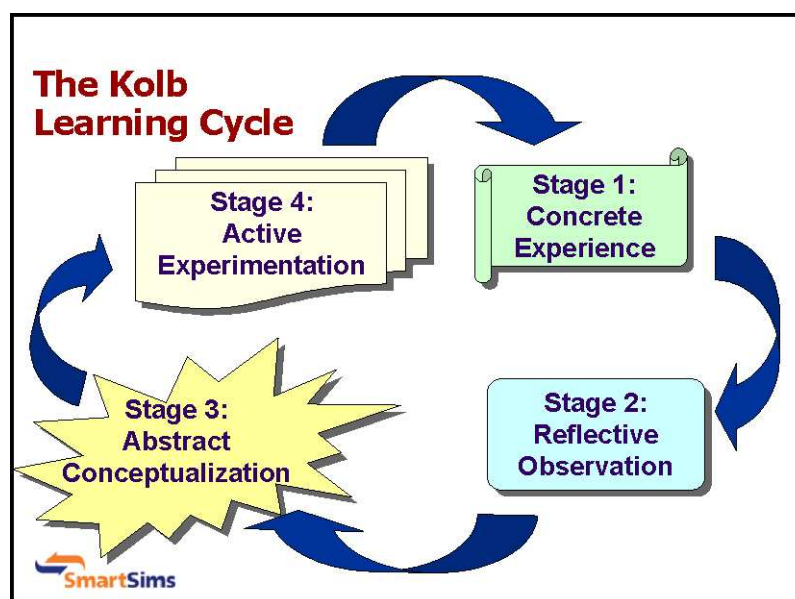 The Kolb
Learning Cycle
Stage 4:
Active
Experimentation
Stage 1:
Concrete
Experience
Stage 3:
Abstract
Conceptualization
Stage 2:
Reflective
Observation
SmartSims